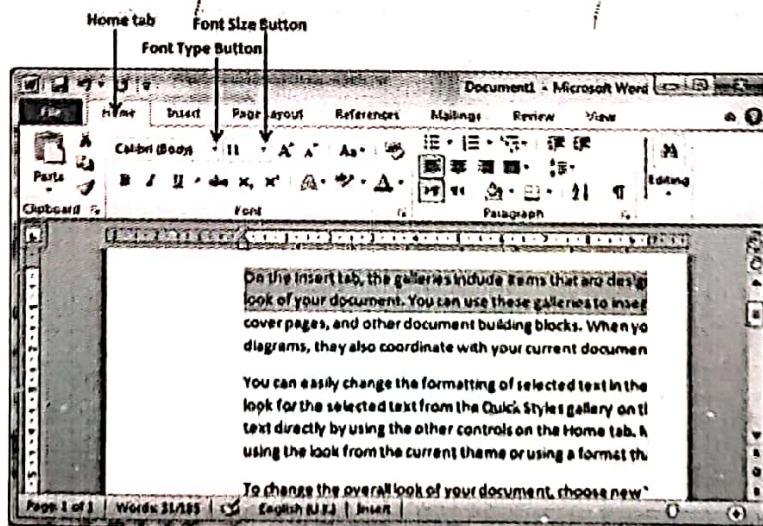 Home tab
Font Size Button
Font Type Button
Document1 - Microsoft Word
File Home Insert Page Layout References Mailings Review View
Calibri (Body) 11
Paste
Editing
Clipboard Font Paragraph
On the Insert tab, the galleries include items that are desig
look of your document. You can use these galleries to inser
cover pages, and other document building blocks. When yo
diagrams, they also coordinate with your current documen
You can easily change the formatting of selected text in the
look for the selected text from the Quick Styles gallery on tl
text directly by using the other controls on the Home tab. M
using the look from the current theme or using a format th
To change the overall look of your document, choose new
Page: 1 of 1 Words: 31/185 English (U.K.) Insert